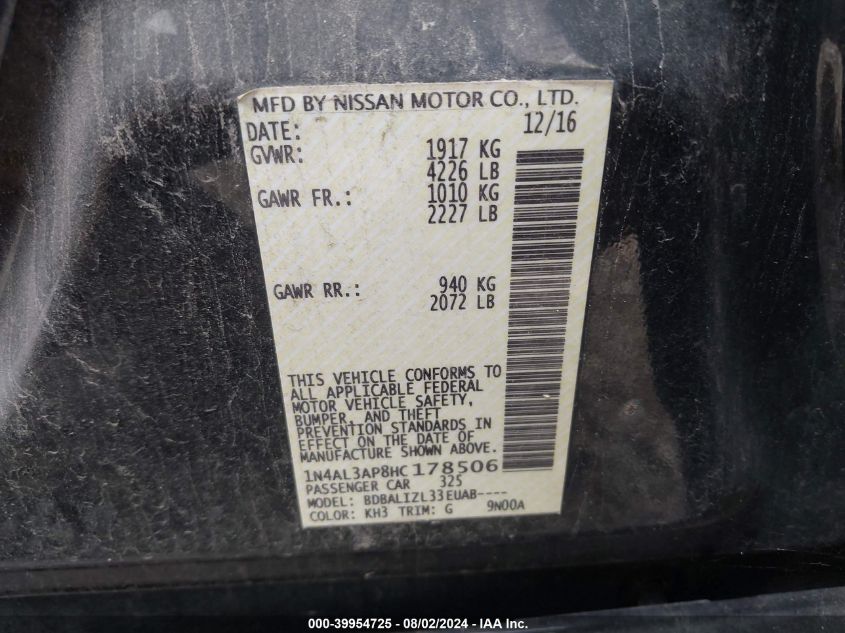 MFD BY NISSAN MOTOR CO., LTD.
DATE: 12/16
GVWR: 1917 KG
4226 LB
GAWR FR.: 1010 KG
2227 LB
GAWR RR.: 940 KG
2072 LB
THIS VEHICLE CONFORMS TO
ALL APPLICABLE FEDERAL
MOTOR VEHICLE SAFETY,
BUMPER, AND THEFT
PREVENTION STANDARDS IN
EFFECT ON THE DATE OF
MANUFACTURE SHOWN ABOVE.
1N4AL3AP8HC178506
PASSENGER CAR 325
MODEL: BDBALIZL33EUAB----
COLOR: KH3 TRIM: G 9N00A
000-39954725 - 08/02/2024 - IAA Inc.